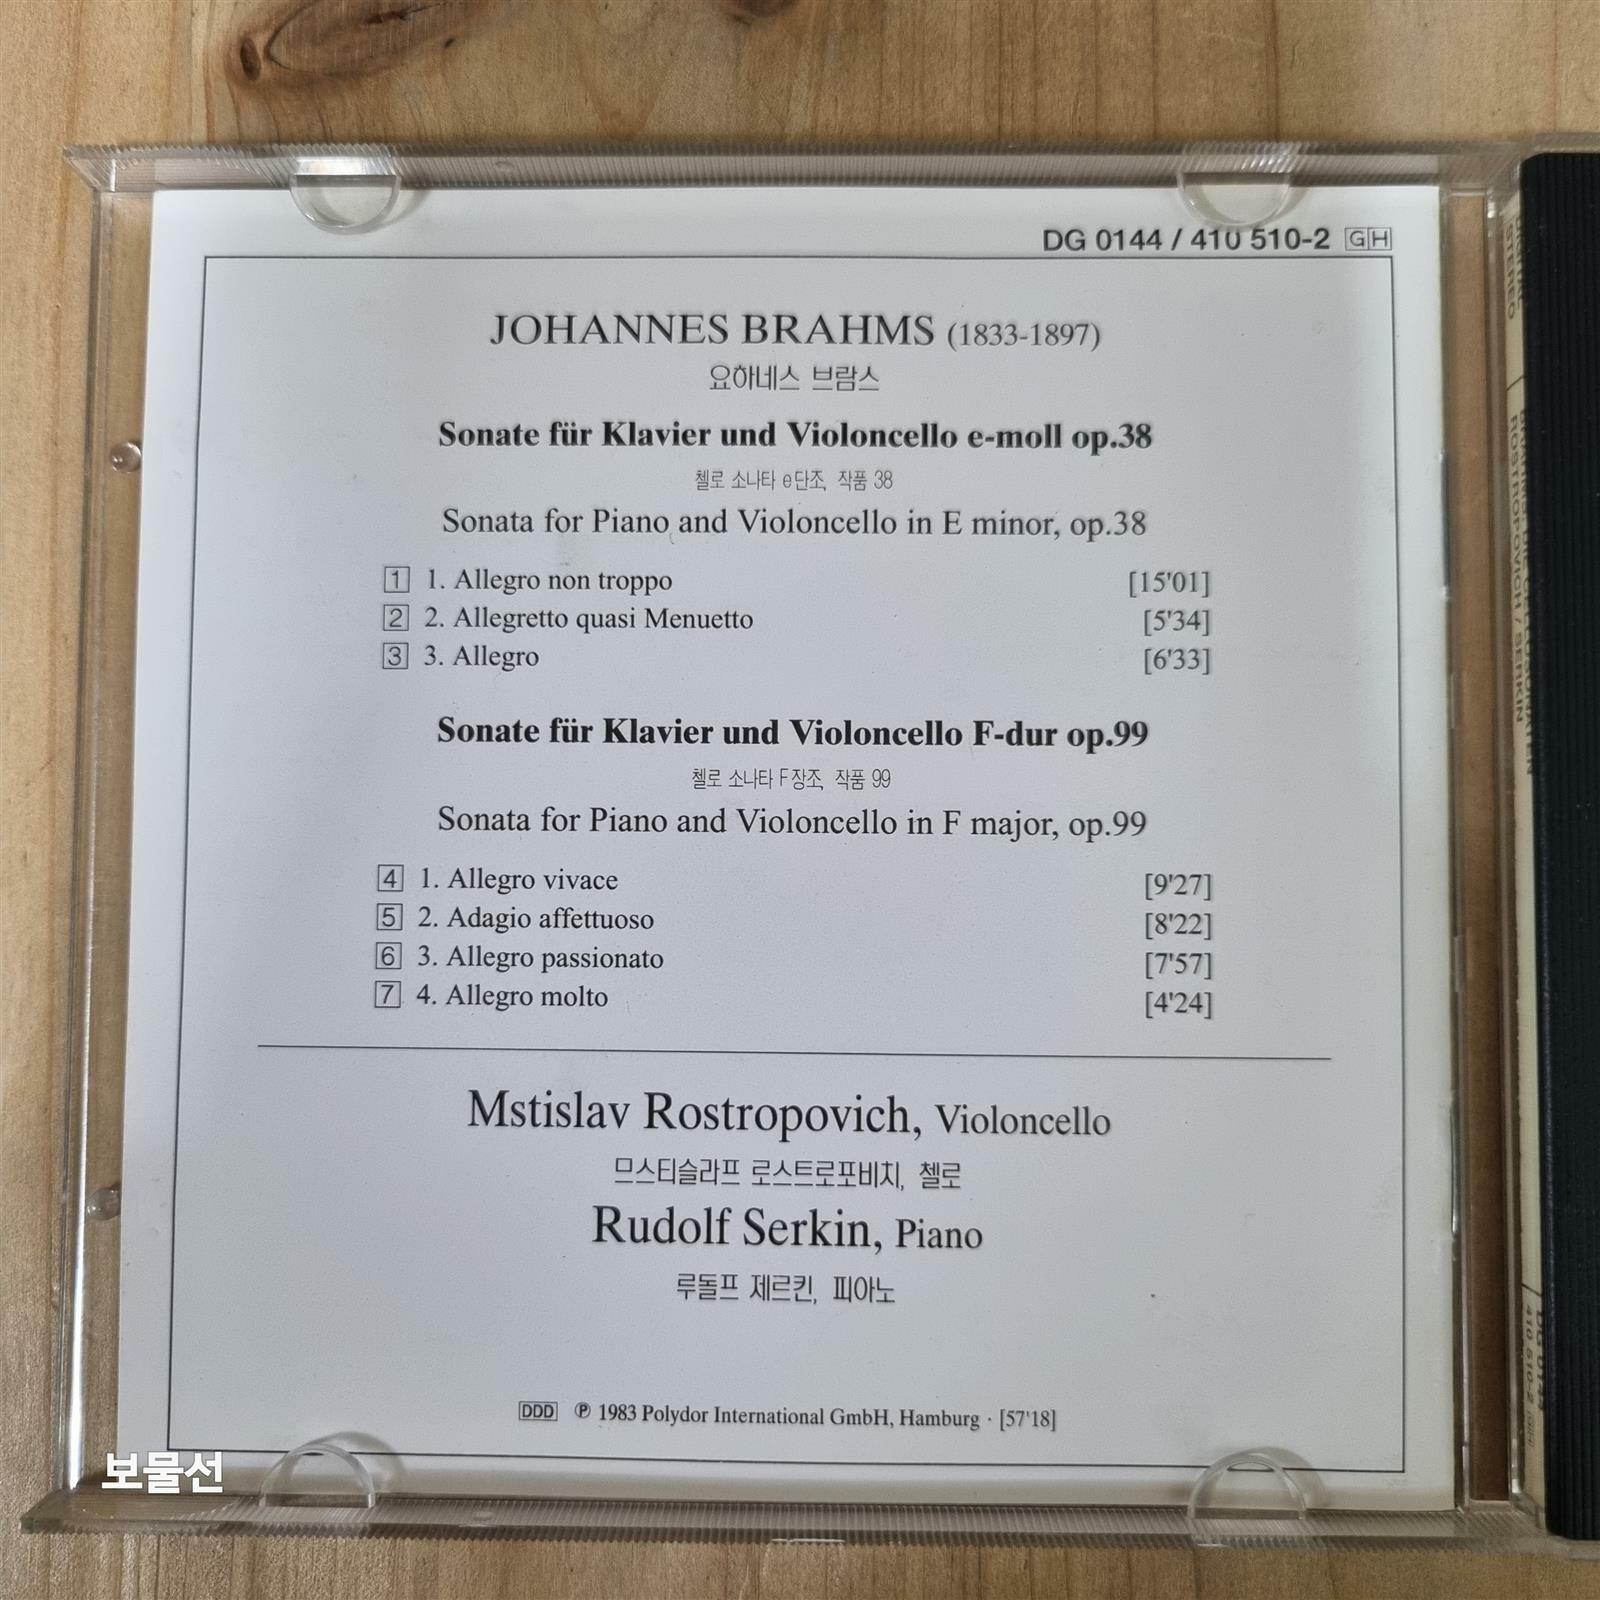 DG 0144 / 410 510-2 GH
JOHANNES BRAHMS (1833-1897)
요하네스 브람스
Sonate für Klavier und Violoncello e-moll op.38
첼로 소나타 e단조, 작품 38
Sonata for Piano and Violoncello in E minor, op.38
1 1. Allegro non troppo [15'01]
2 2. Allegretto quasi Menuetto [5'34]
3 3. Allegro [6'33]
Sonate für Klavier und Violoncello F-dur op.99
첼로 소나타 F장조, 작품 99
Sonata for Piano and Violoncello in F major, op.99
4 1. Allegro vivace [9'27]
5 2. Adagio affettuoso [8'22]
6 3. Allegro passionato [7'57]
7 4. Allegro molto [4'24]
Mstislav Rostropovich, Violoncello
므스티슬라프 로스트로포비치, 첼로
Rudolf Serkin, Piano
루돌프 제르킨, 피아노
DDD ℗ 1983 Polydor International GmbH, Hamburg · [57'18]
보물선
STEREO
ROSTROPOVICH / SERKIN
DG 0144
410 510-2